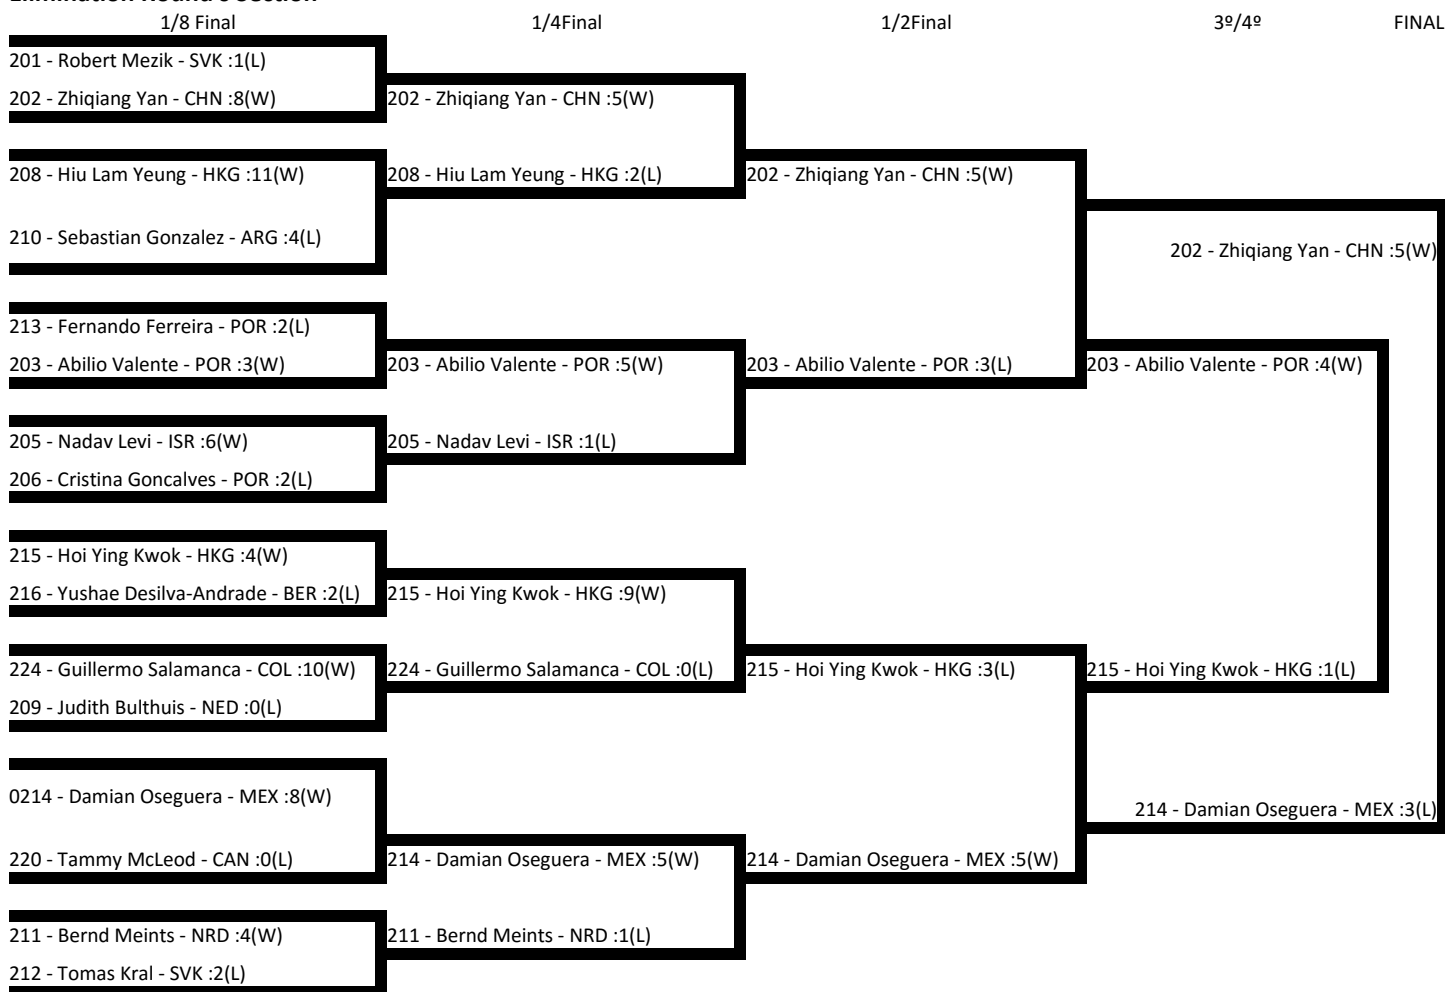 Elimination Round's Section
1/8 Final 1/4Final 1/2Final 3º/4º FINAL
201 - Robert Mezik - SVK :1(L)
202 - Zhiqiang Yan - CHN :8(W) 202 - Zhiqiang Yan - CHN :5(W)
208 - Hiu Lam Yeung - HKG :11(W) 208 - Hiu Lam Yeung - HKG :2(L) 202 - Zhiqiang Yan - CHN :5(W)
210 - Sebastian Gonzalez - ARG :4(L)
202 - Zhiqiang Yan - CHN :5(W)
213 - Fernando Ferreira - POR :2(L)
203 - Abilio Valente - POR :3(W) 203 - Abilio Valente - POR :5(W) 203 - Abilio Valente - POR :3(L) 203 - Abilio Valente - POR :4(W)
205 - Nadav Levi - ISR :6(W) 205 - Nadav Levi - ISR :1(L)
206 - Cristina Goncalves - POR :2(L)
215 - Hoi Ying Kwok - HKG :4(W)
216 - Yushae Desilva-Andrade - BER :2(L) 215 - Hoi Ying Kwok - HKG :9(W)
224 - Guillermo Salamanca - COL :10(W) 224 - Guillermo Salamanca - COL :0(L) 215 - Hoi Ying Kwok - HKG :3(L) 215 - Hoi Ying Kwok - HKG :1(L)
209 - Judith Bulthuis - NED :0(L)
0214 - Damian Oseguera - MEX :8(W)
214 - Damian Oseguera - MEX :3(L)
220 - Tammy McLeod - CAN :0(L) 214 - Damian Oseguera - MEX :5(W) 214 - Damian Oseguera - MEX :5(W)
211 - Bernd Meints - NRD :4(W) 211 - Bernd Meints - NRD :1(L)
212 - Tomas Kral - SVK :2(L)